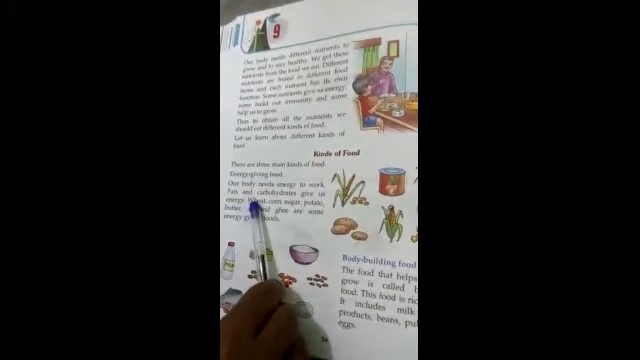 9
Our body needs different nutrients to
grow and to stay healthy. We get these
nutrients from the food we eat. Different
nutrients are found in different food
items and each nutrient has its own
function. Some nutrients give us energy,
some build our immunity and some
help us to grow.
Thus to obtain all the nutrients we
should eat different kinds of food.
Let us learn about different kinds of
food.
Kinds of Food
There are three main kinds of food.
Energy-giving food
Our body needs energy to work.
Fats and carbohydrates give us
energy. Wheat, corn, sugar, potato,
butter, and ghee are some
foods.
Body-building food
The food that helps
grow is called
food. This food is
It includes milk
products, beans,
eggs.